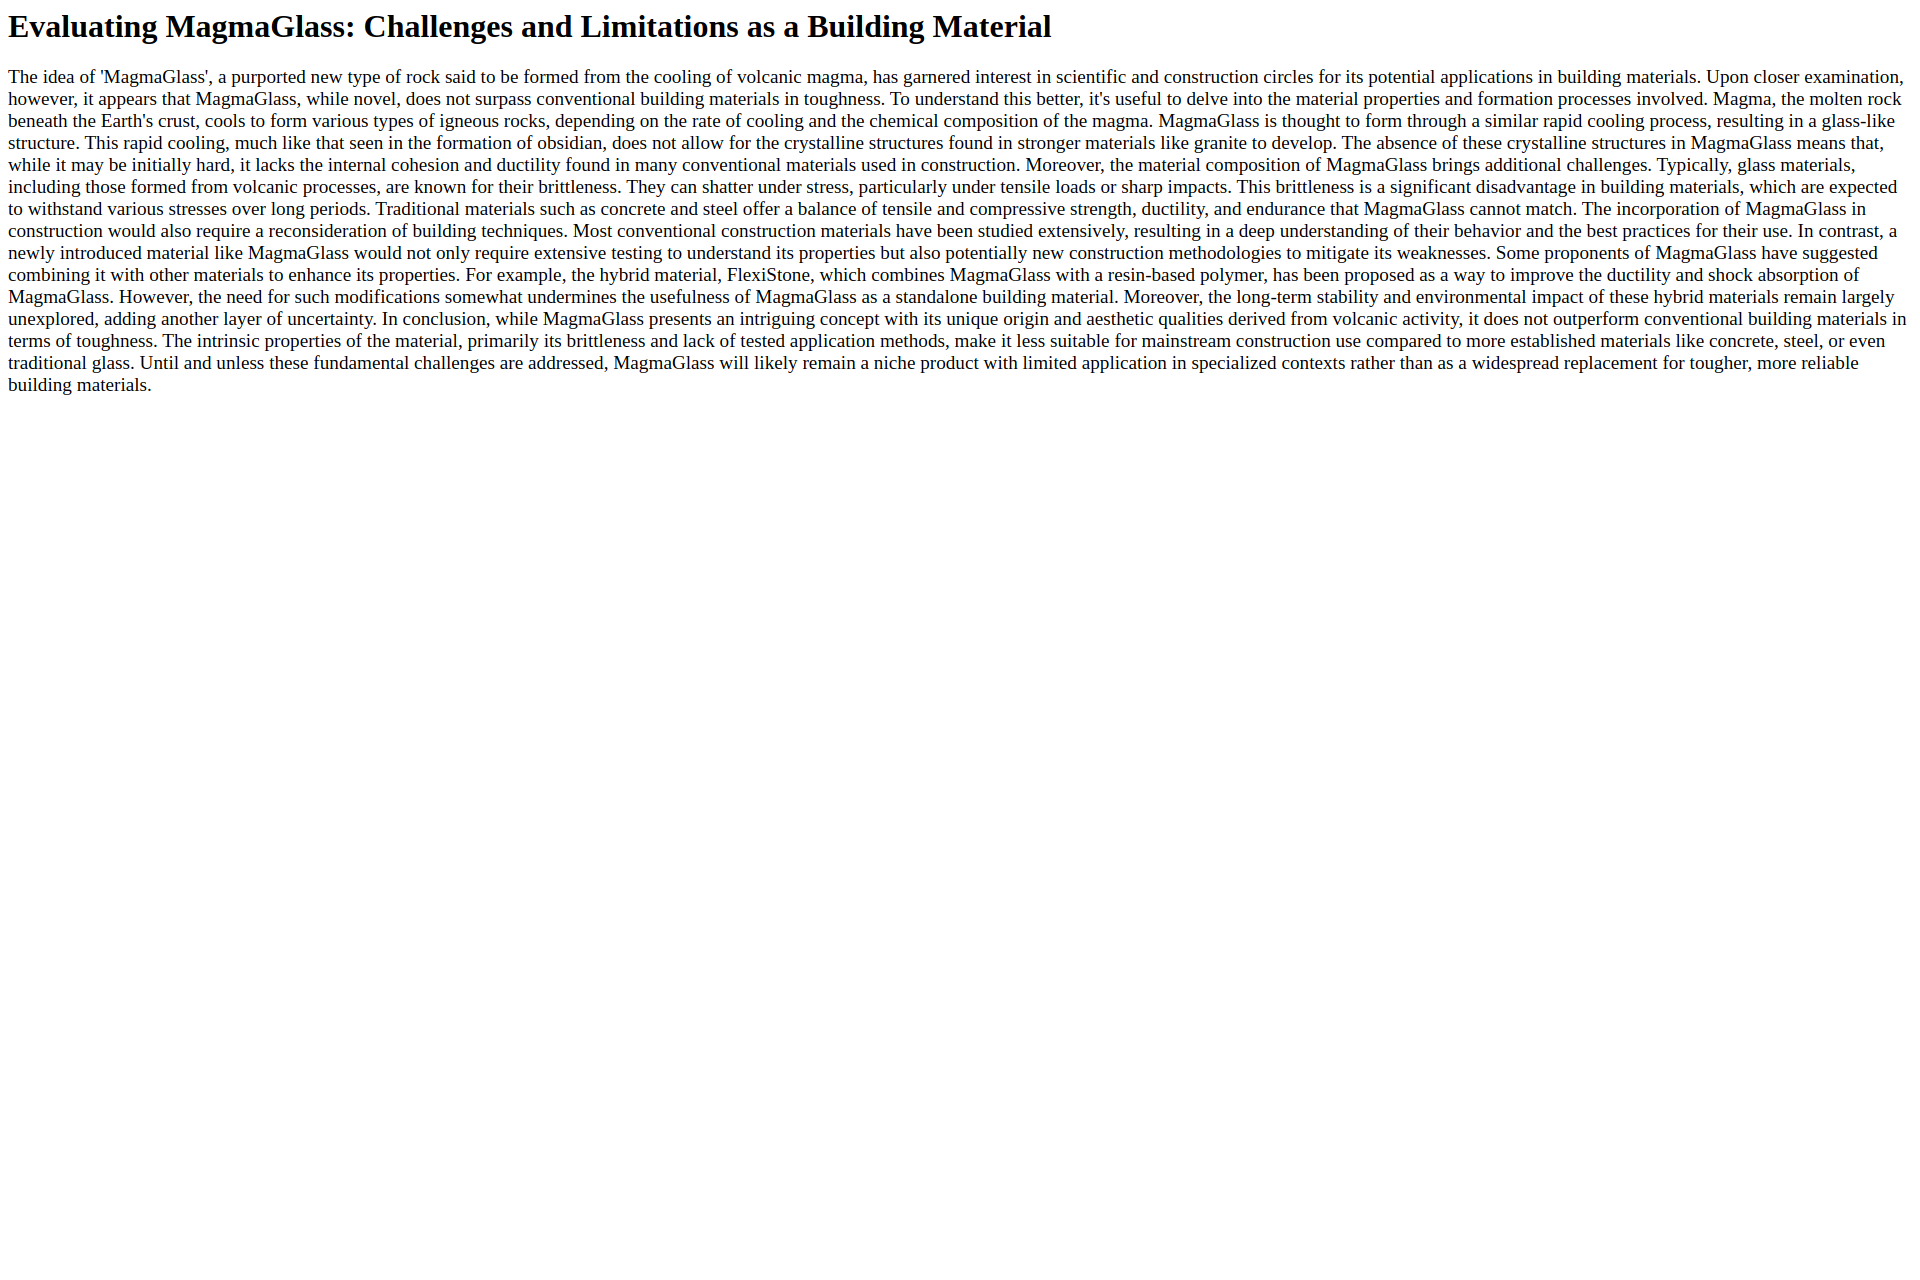 Evaluating MagmaGlass: Challenges and Limitations as a Building Material
The idea of 'MagmaGlass', a purported new type of rock said to be formed from the cooling of volcanic magma, has garnered interest in scientific and construction circles for its potential applications in building materials. Upon closer examination,
however, it appears that MagmaGlass, while novel, does not surpass conventional building materials in toughness. To understand this better, it's useful to delve into the material properties and formation processes involved. Magma, the molten rock
beneath the Earth's crust, cools to form various types of igneous rocks, depending on the rate of cooling and the chemical composition of the magma. MagmaGlass is thought to form through a similar rapid cooling process, resulting in a glass-like
structure. This rapid cooling, much like that seen in the formation of obsidian, does not allow for the crystalline structures found in stronger materials like granite to develop. The absence of these crystalline structures in MagmaGlass means that,
while it may be initially hard, it lacks the internal cohesion and ductility found in many conventional materials used in construction. Moreover, the material composition of MagmaGlass brings additional challenges. Typically, glass materials,
including those formed from volcanic processes, are known for their brittleness. They can shatter under stress, particularly under tensile loads or sharp impacts. This brittleness is a significant disadvantage in building materials, which are expected
to withstand various stresses over long periods. Traditional materials such as concrete and steel offer a balance of tensile and compressive strength, ductility, and endurance that MagmaGlass cannot match. The incorporation of MagmaGlass in
construction would also require a reconsideration of building techniques. Most conventional construction materials have been studied extensively, resulting in a deep understanding of their behavior and the best practices for their use. In contrast, a
newly introduced material like MagmaGlass would not only require extensive testing to understand its properties but also potentially new construction methodologies to mitigate its weaknesses. Some proponents of MagmaGlass have suggested
combining it with other materials to enhance its properties. For example, the hybrid material, FlexiStone, which combines MagmaGlass with a resin-based polymer, has been proposed as a way to improve the ductility and shock absorption of
MagmaGlass. However, the need for such modifications somewhat undermines the usefulness of MagmaGlass as a standalone building material. Moreover, the long-term stability and environmental impact of these hybrid materials remain largely
unexplored, adding another layer of uncertainty. In conclusion, while MagmaGlass presents an intriguing concept with its unique origin and aesthetic qualities derived from volcanic activity, it does not outperform conventional building materials in
terms of toughness. The intrinsic properties of the material, primarily its brittleness and lack of tested application methods, make it less suitable for mainstream construction use compared to more established materials like concrete, steel, or even
traditional glass. Until and unless these fundamental challenges are addressed, MagmaGlass will likely remain a niche product with limited application in specialized contexts rather than as a widespread replacement for tougher, more reliable
building materials.